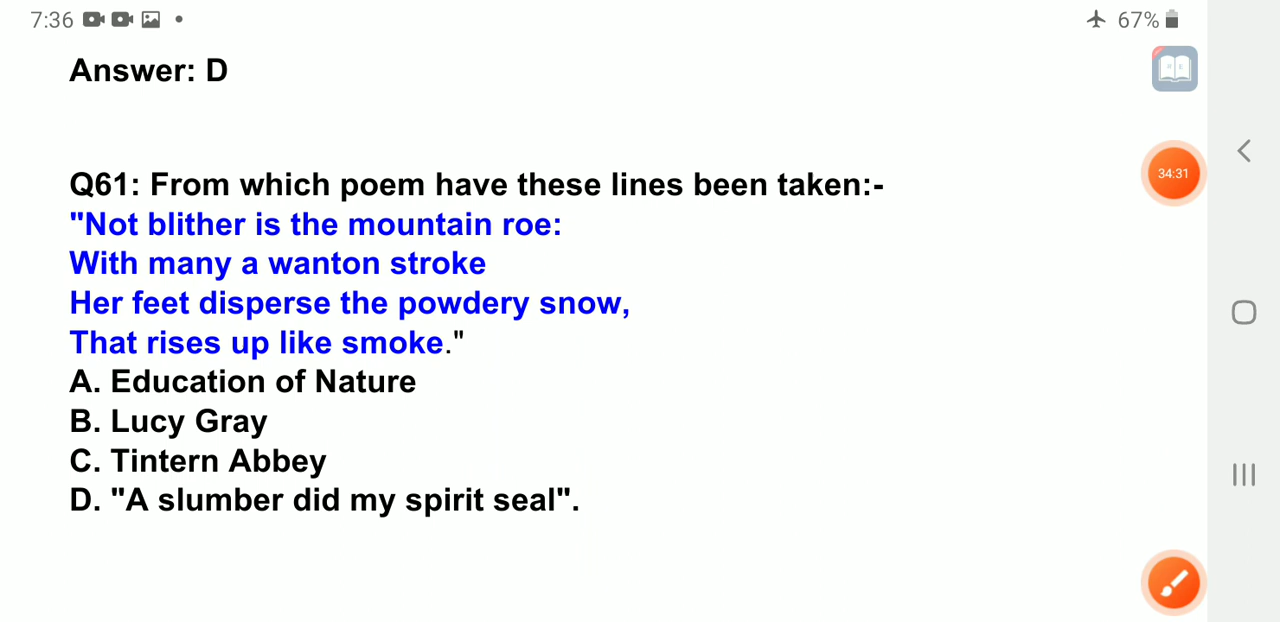 7:36
67%
Answer: D
34:31
Q61: From which poem have these lines been taken:-
"Not blither is the mountain roe:
With many a wanton stroke
Her feet disperse the powdery snow,
That rises up like smoke."
A. Education of Nature
B. Lucy Gray
C. Tintern Abbey
D. "A slumber did my spirit seal".